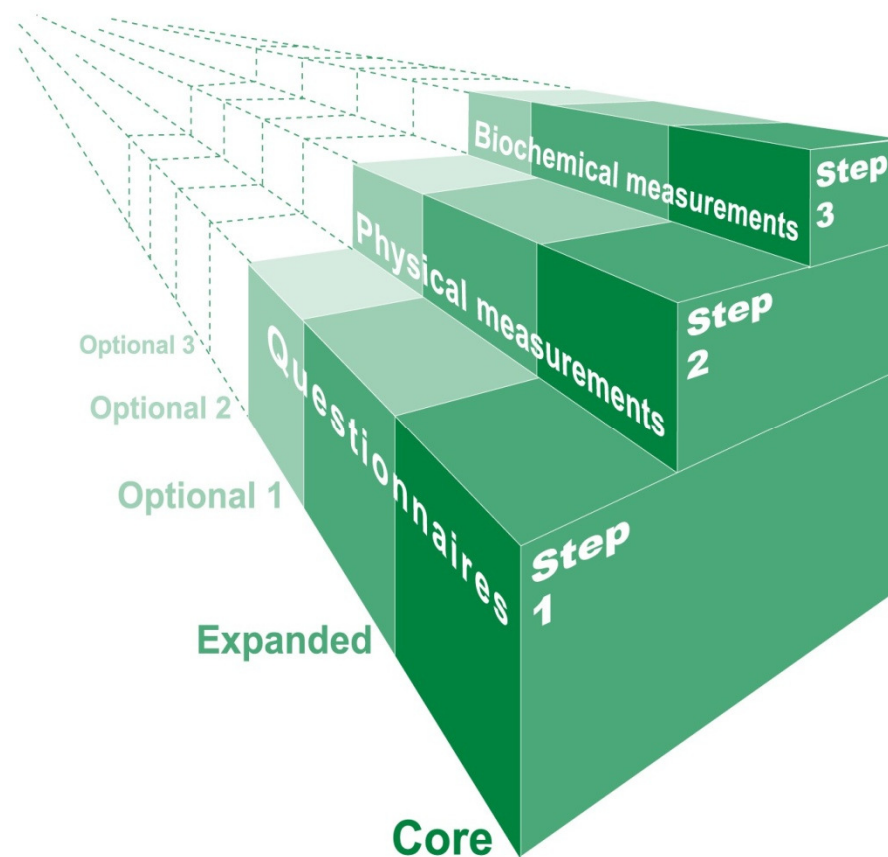 Biochemical measurements
Step
3
Physical measurements
Step
2
Optional 3
Questionnaires
Optional 2
Optional 1
Step
1
Expanded
Core